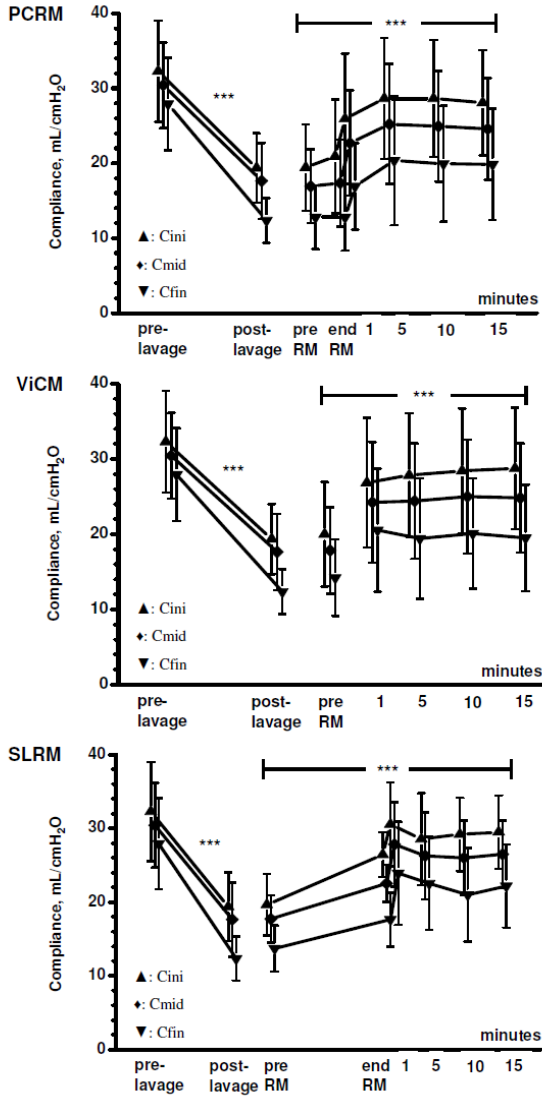 PCRM
***
40
30
***
20
10
0
Compliance, mL/cmH2O
▲: Cini
♦: Cmid
▼: Cfin
minutes
pre-lavage
post-lavage
pre RM
end RM
1
5
10
15
ViCM
***
40
30
***
20
10
0
Compliance, mL/cmH2O
▲: Cini
♦: Cmid
▼: Cfin
minutes
pre-lavage
post-lavage
pre RM
1
5
10
15
SLRM
***
40
30
***
20
10
0
Compliance, mL/cmH2O
▲: Cini
♦: Cmid
▼: Cfin
minutes
pre-lavage
post-lavage
pre RM
end RM
1
5
10
15